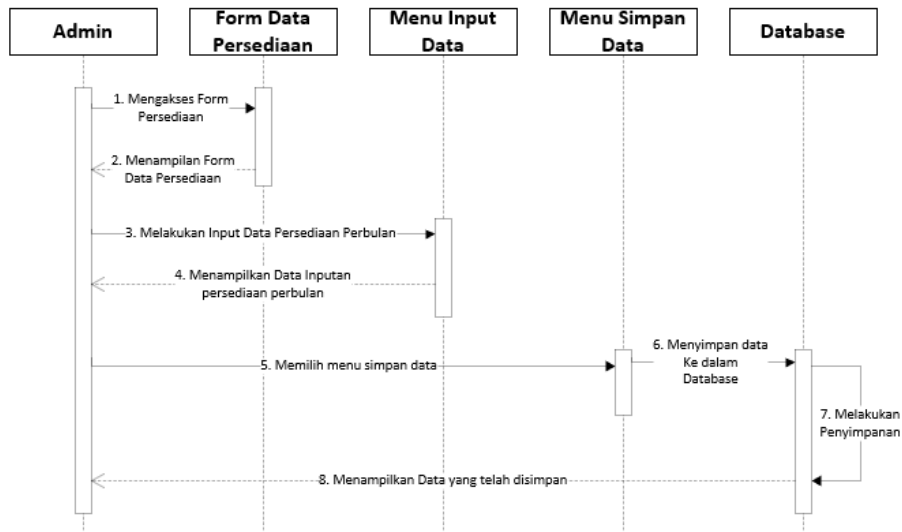 Admin
Form Data
Persediaan
Menu Input
Data
Menu Simpan
Data
Database
1. Mengakses Form
Persediaan
2. Menampilan Form
Data Persediaan
3. Melakukan Input Data Persediaan Perbulan
4. Menampilkan Data Inputan
persediaan perbulan
5. Memilih menu simpan data
6. Menyimpan data
Ke dalam
Database
7. Melakukan
Penyimpanan
8. Menampilkan Data yang telah disimpan